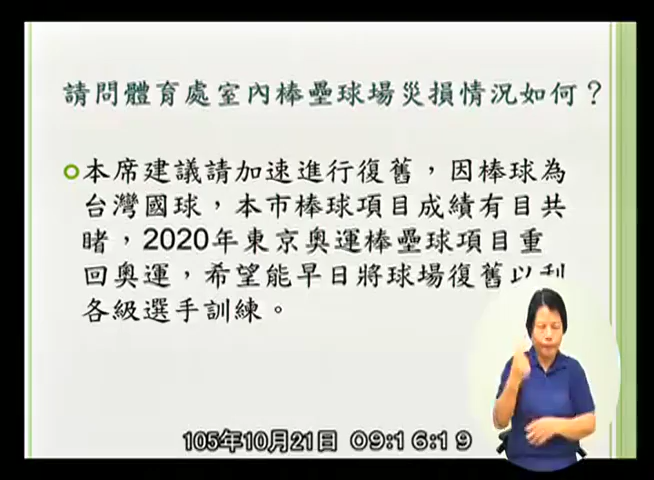 請問體育處室內棒壘球場災損情況如何？
本席建議請加速進行復舊，因棒球為
台灣國球，本市棒球項目成績有目共
睹，2020年東京奧運棒壘球項目重
回奧運，希望能早日將球場復舊以利
各級選手訓練。
105年10月21日 09:16:19